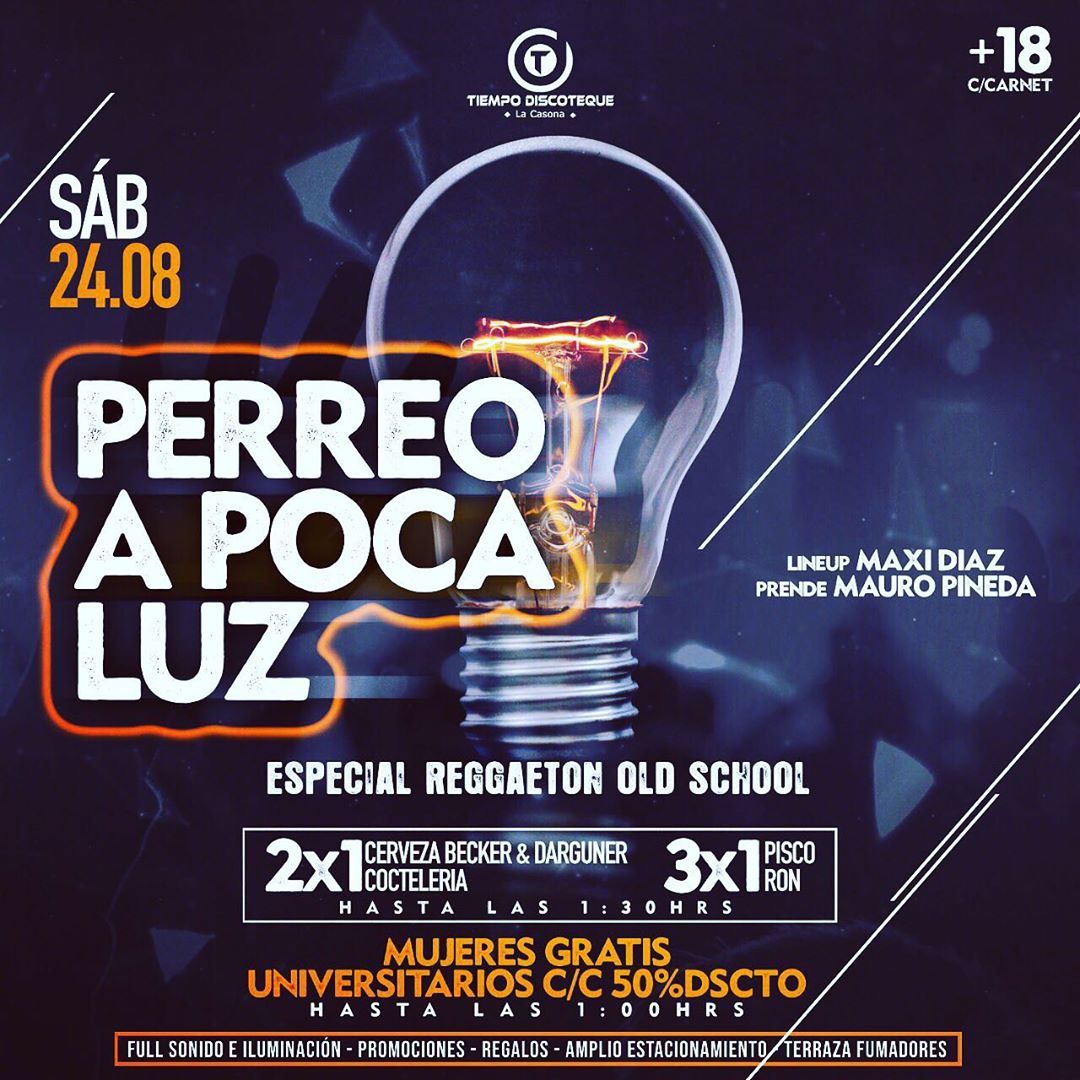 T
TIEMPO DISCOTEQUE
La Casona
+18
C/CARNET
SÁB
24.08
PERREO
A POCA
LUZ
LINEUP MAXI DIAZ
PRENDE MAURO PINEDA
ESPECIAL REGGAETON OLD SCHOOL
2x1 CERVEZA BECKER & DARGUNER
COCTELERIA
3x1 PISCO
RON
HASTA LAS 1:30HRS
MUJERES GRATIS
UNIVERSITARIOS C/C 50%DSCTO
HASTA LAS 1:00HRS
FULL SONIDO E ILUMINACIÓN - PROMOCIONES - REGALOS - AMPLIO ESTACIONAMIENTO - TERRAZA FUMADORES